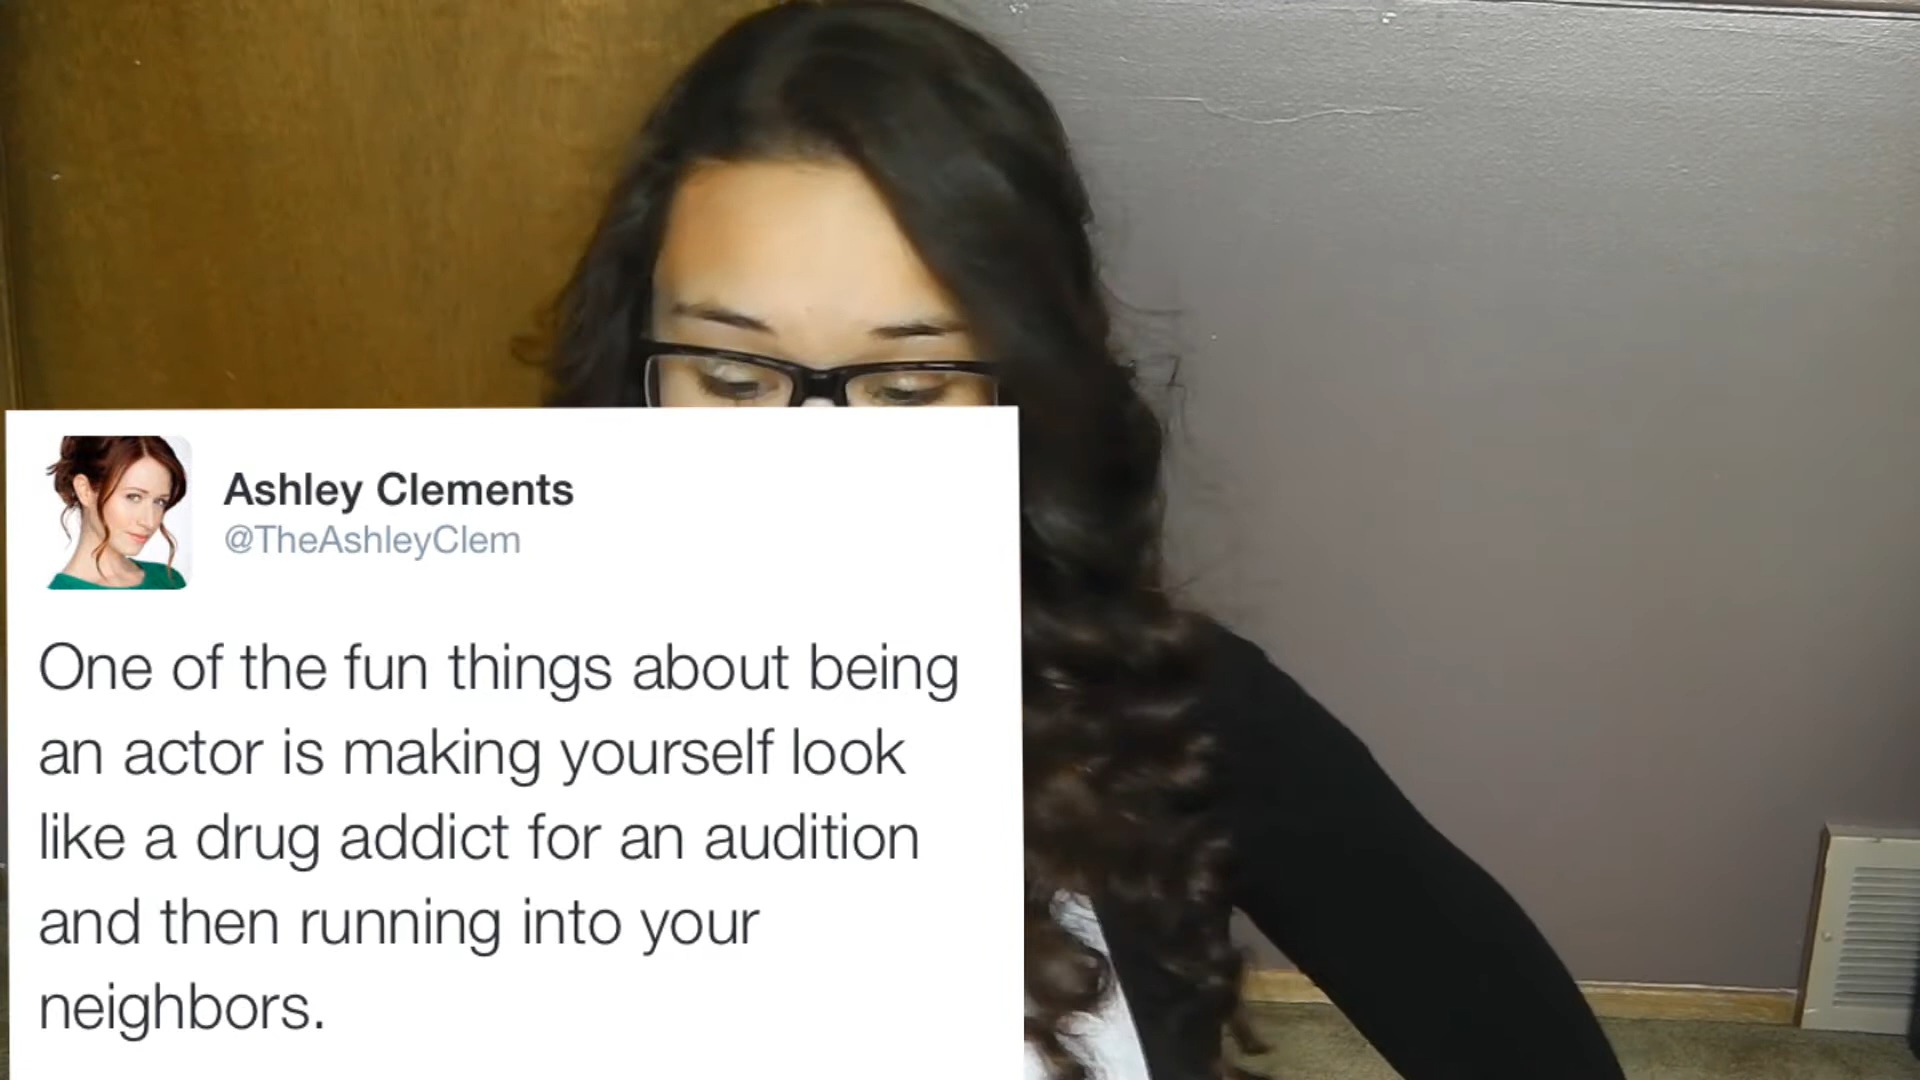 Ashley Clements
@TheAshleyClem
One of the fun things about being
an actor is making yourself look
like a drug addict for an audition
and then running into your
neighbors.